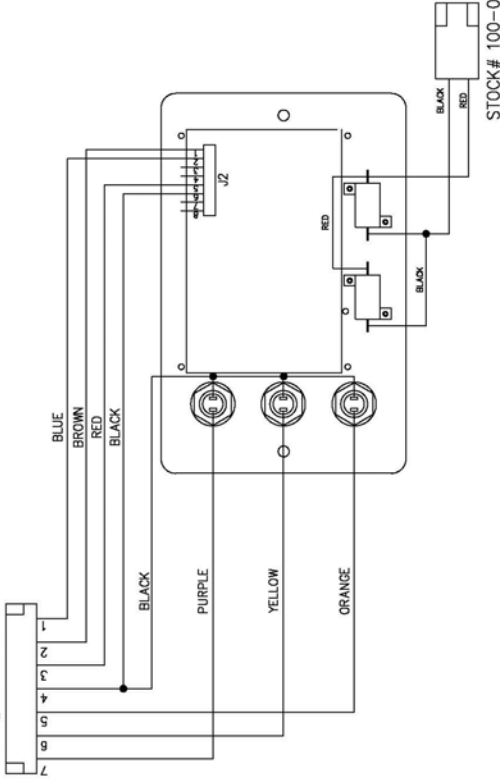 STOCK# 100-0
BLACK
RED
J2
RED
BLACK
BLUE
BROWN
RED
BLACK
BLACK
PURPLE
YELLOW
ORANGE
1
2
3
4
5
6
7